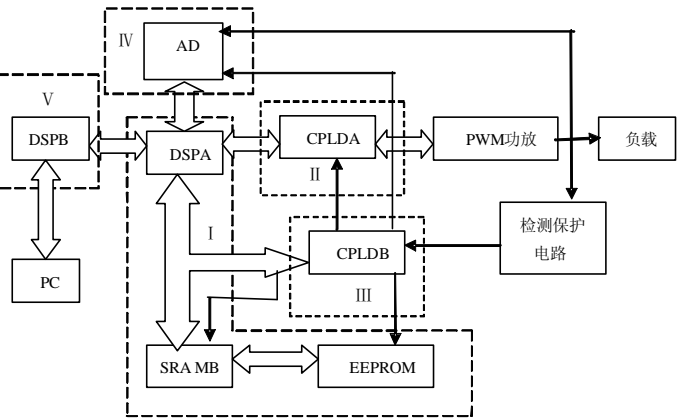 Ⅳ
AD
Ⅴ
DSPB
DSPA
CPLDA
PWM功放
负载
Ⅱ
Ⅰ
检测保护
电路
CPLDB
PC
Ⅲ
SRA MB
EEPROM